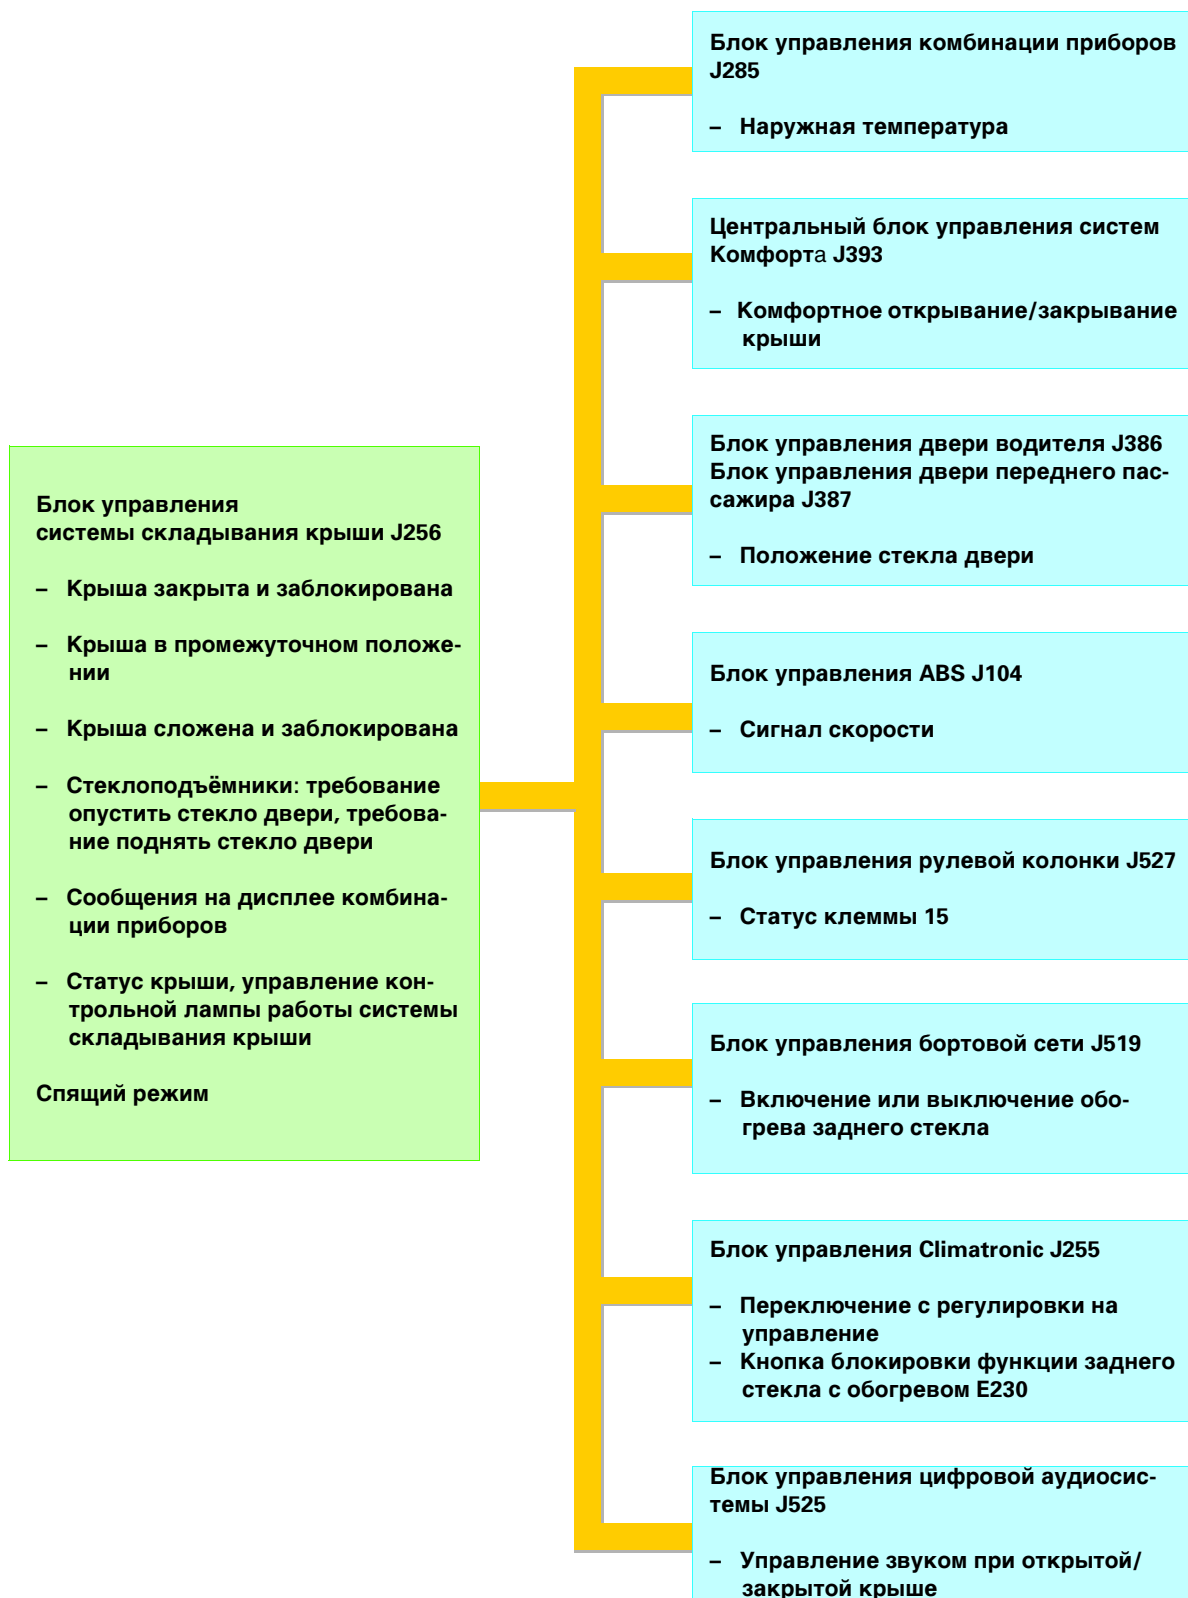 Блок управления
системы складывания крыши J256
– Крыша закрыта и заблокирована
– Крыша в промежуточном положе-
нии
– Крыша сложена и заблокирована
– Стеклоподъёмники: требование
опустить стекло двери, требова-
ние поднять стекло двери
– Сообщения на дисплее комбина-
ции приборов
– Статус крыши, управление кон-
трольной лампы работы системы
складывания крыши
Спящий режим
Блок управления комбинации приборов
J285
– Наружная температура
Центральный блок управления систем
Комфорта J393
– Комфортное открывание/закрывание
крыши
Блок управления двери водителя J386
Блок управления двери переднего пас-
сажира J387
– Положение стекла двери
Блок управления ABS J104
– Сигнал скорости
Блок управления рулевой колонки J527
– Статус клеммы 15
Блок управления бортовой сети J519
– Включение или выключение обо-
грева заднего стекла
Блок управления Climatronic J255
– Переключение с регулировки на
управление
– Кнопка блокировки функции заднего
стекла с обогревом E230
Блок управления цифровой аудиосис-
темы J525
– Управление звуком при открытой/
закрытой крыше